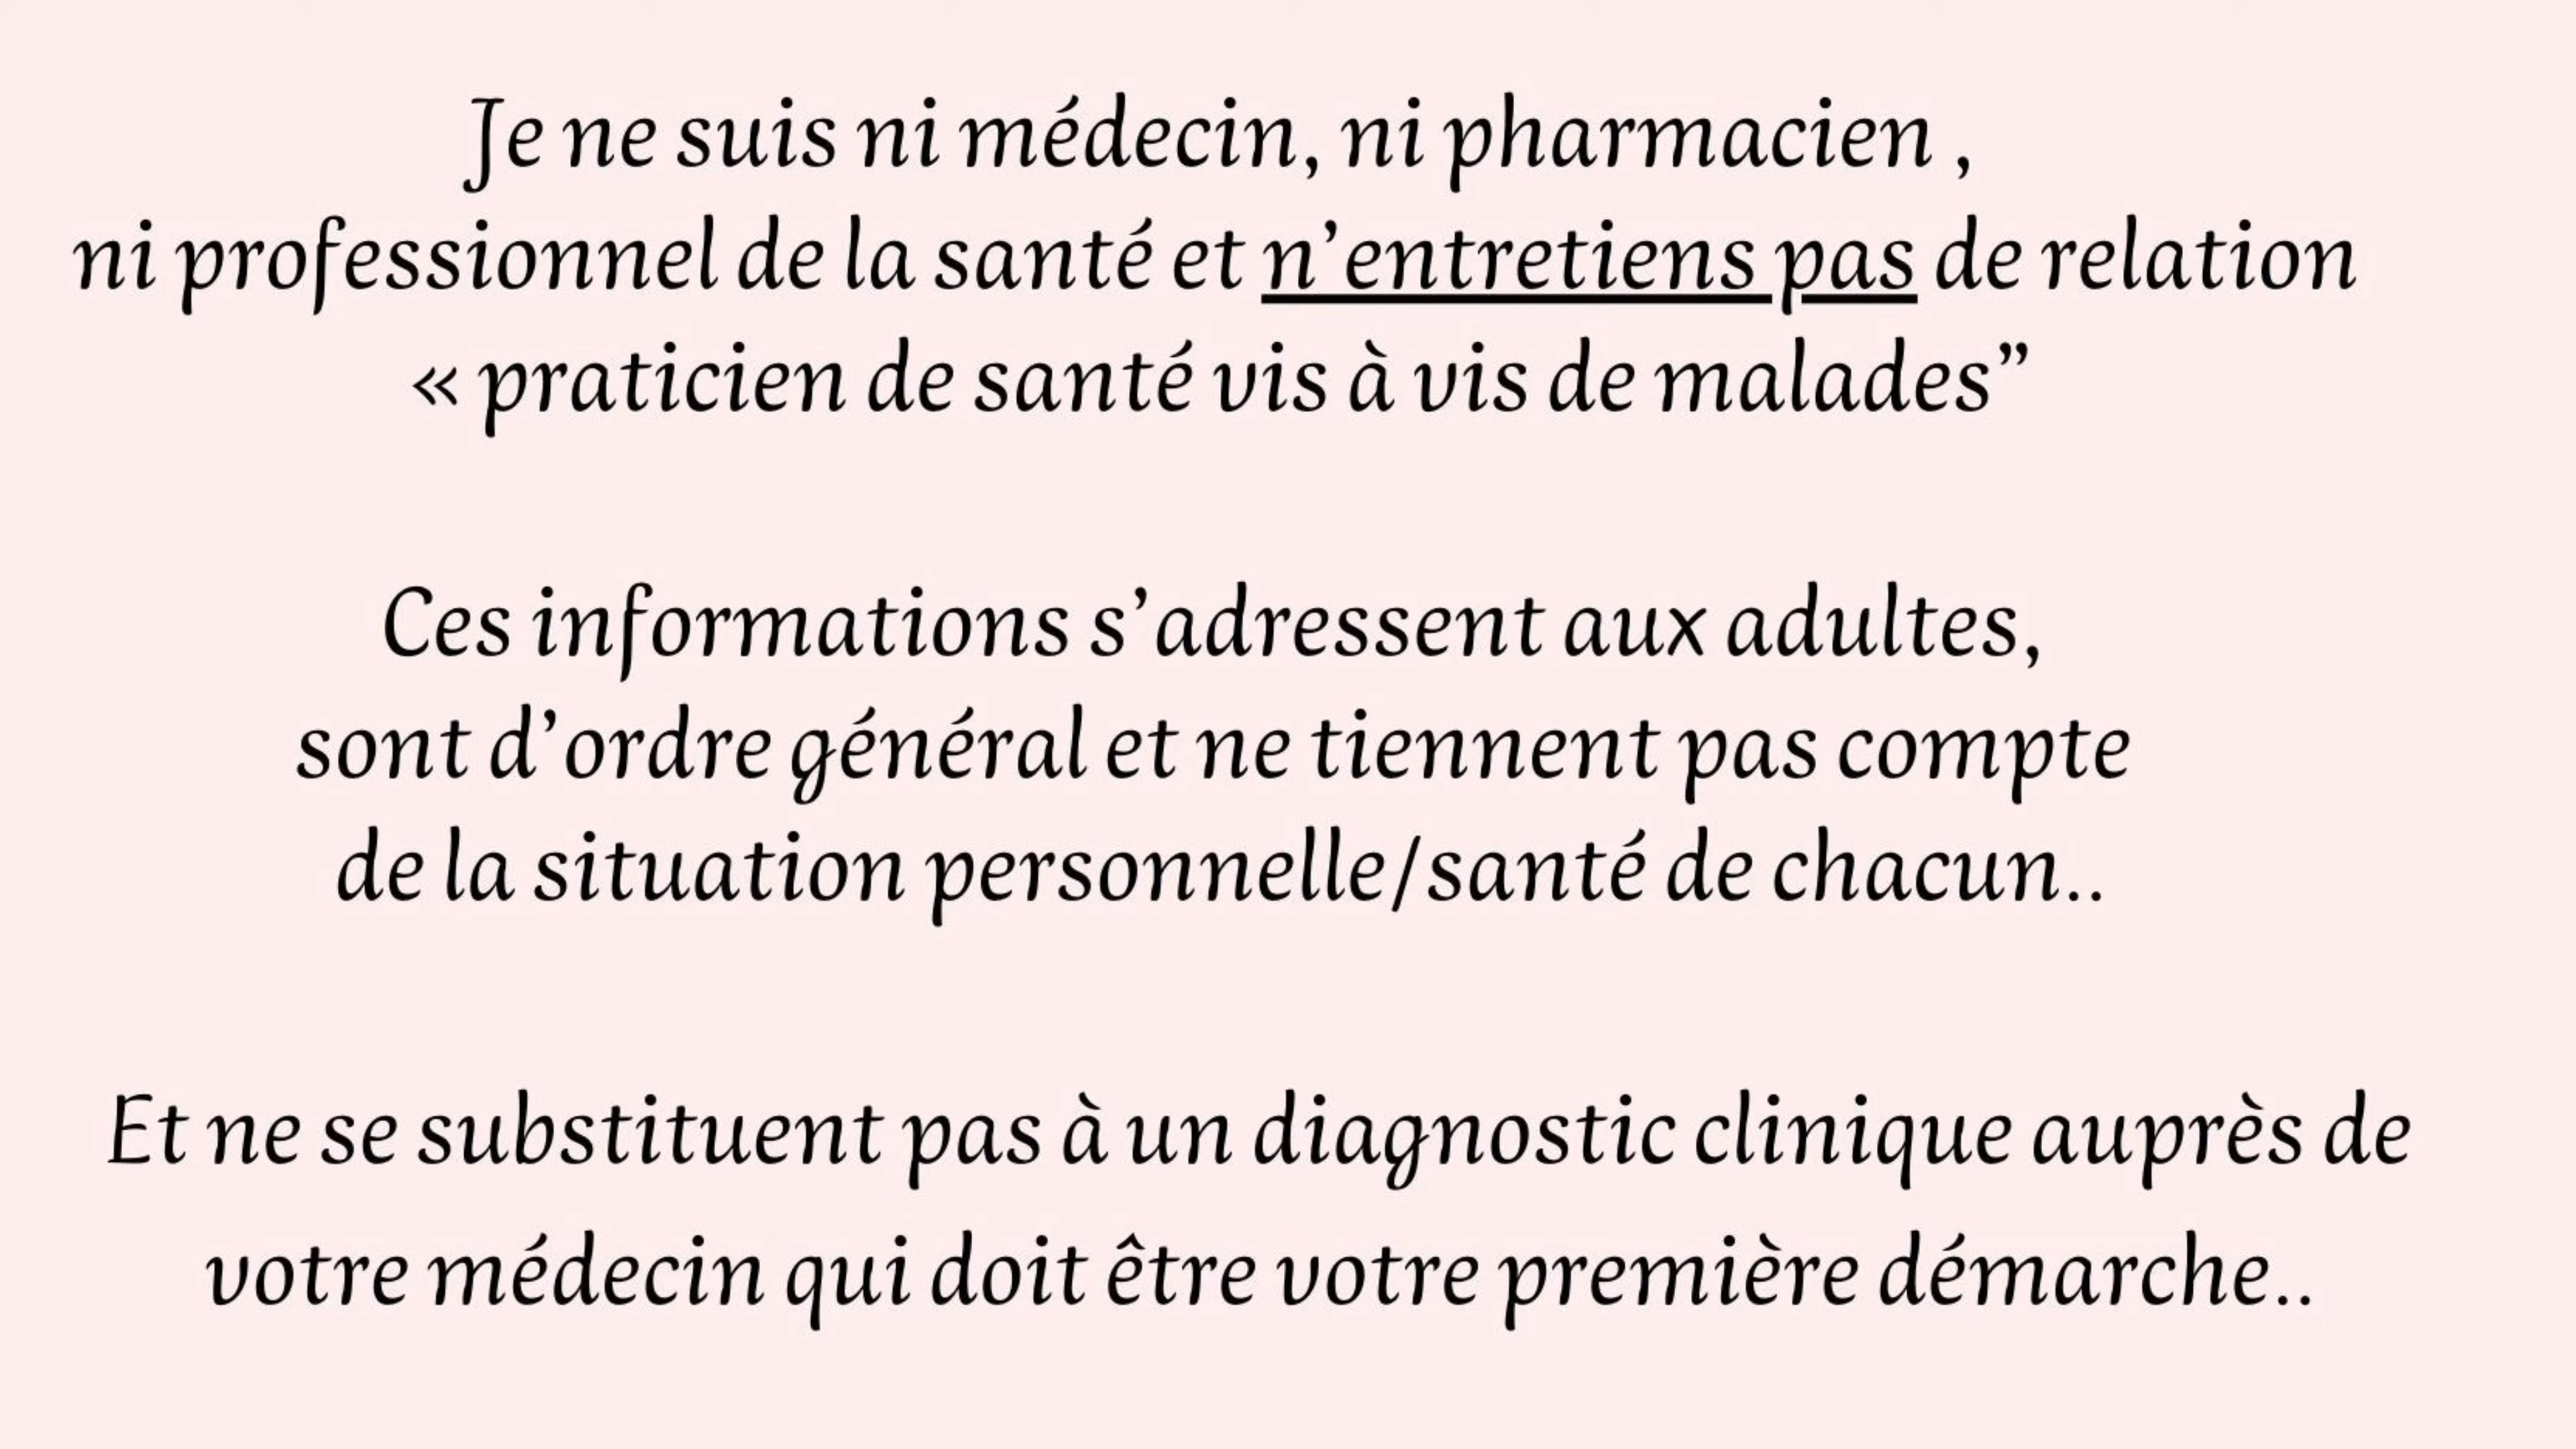 Je ne suis ni médecin, ni pharmacien ,
ni professionnel de la santé et n’entretiens pas de relation
« praticien de santé vis à vis de malades”
Ces informations s’adressent aux adultes,
sont d’ordre général et ne tiennent pas compte
de la situation personnelle/santé de chacun..
Et ne se substituent pas à un diagnostic clinique auprès de
votre médecin qui doit être votre première démarche..